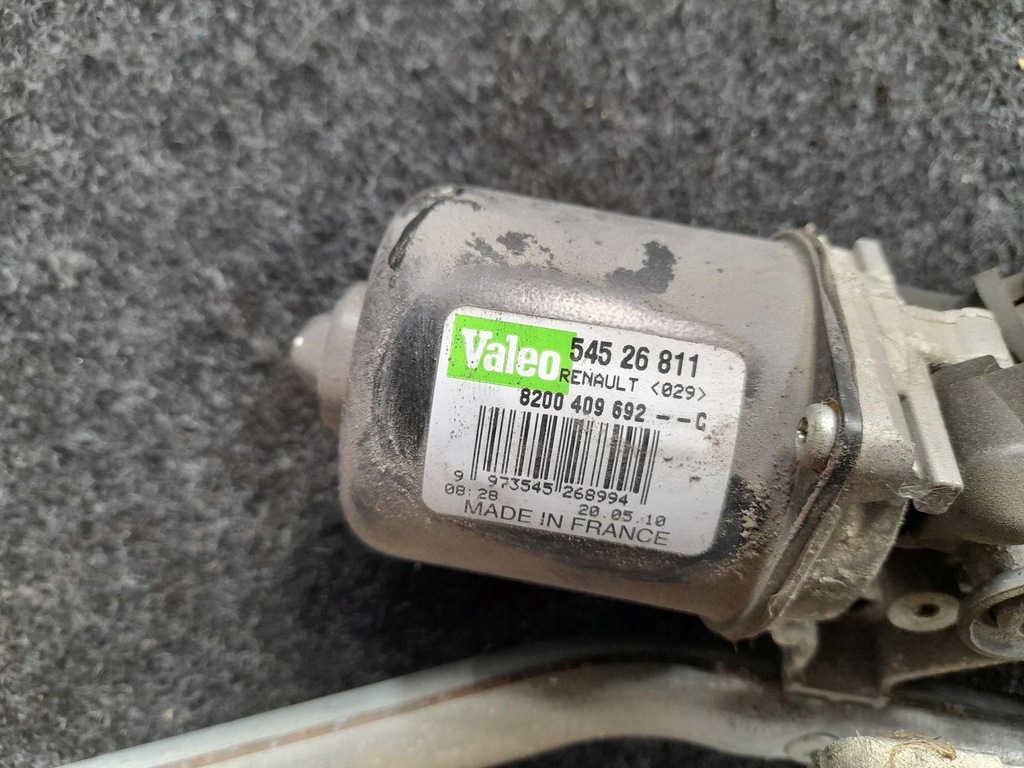 Valeo 545 26 811
RENAULT <029>
8200 409 692 --C
9 973545 268994
08:28 20.05.10
MADE IN FRANCE